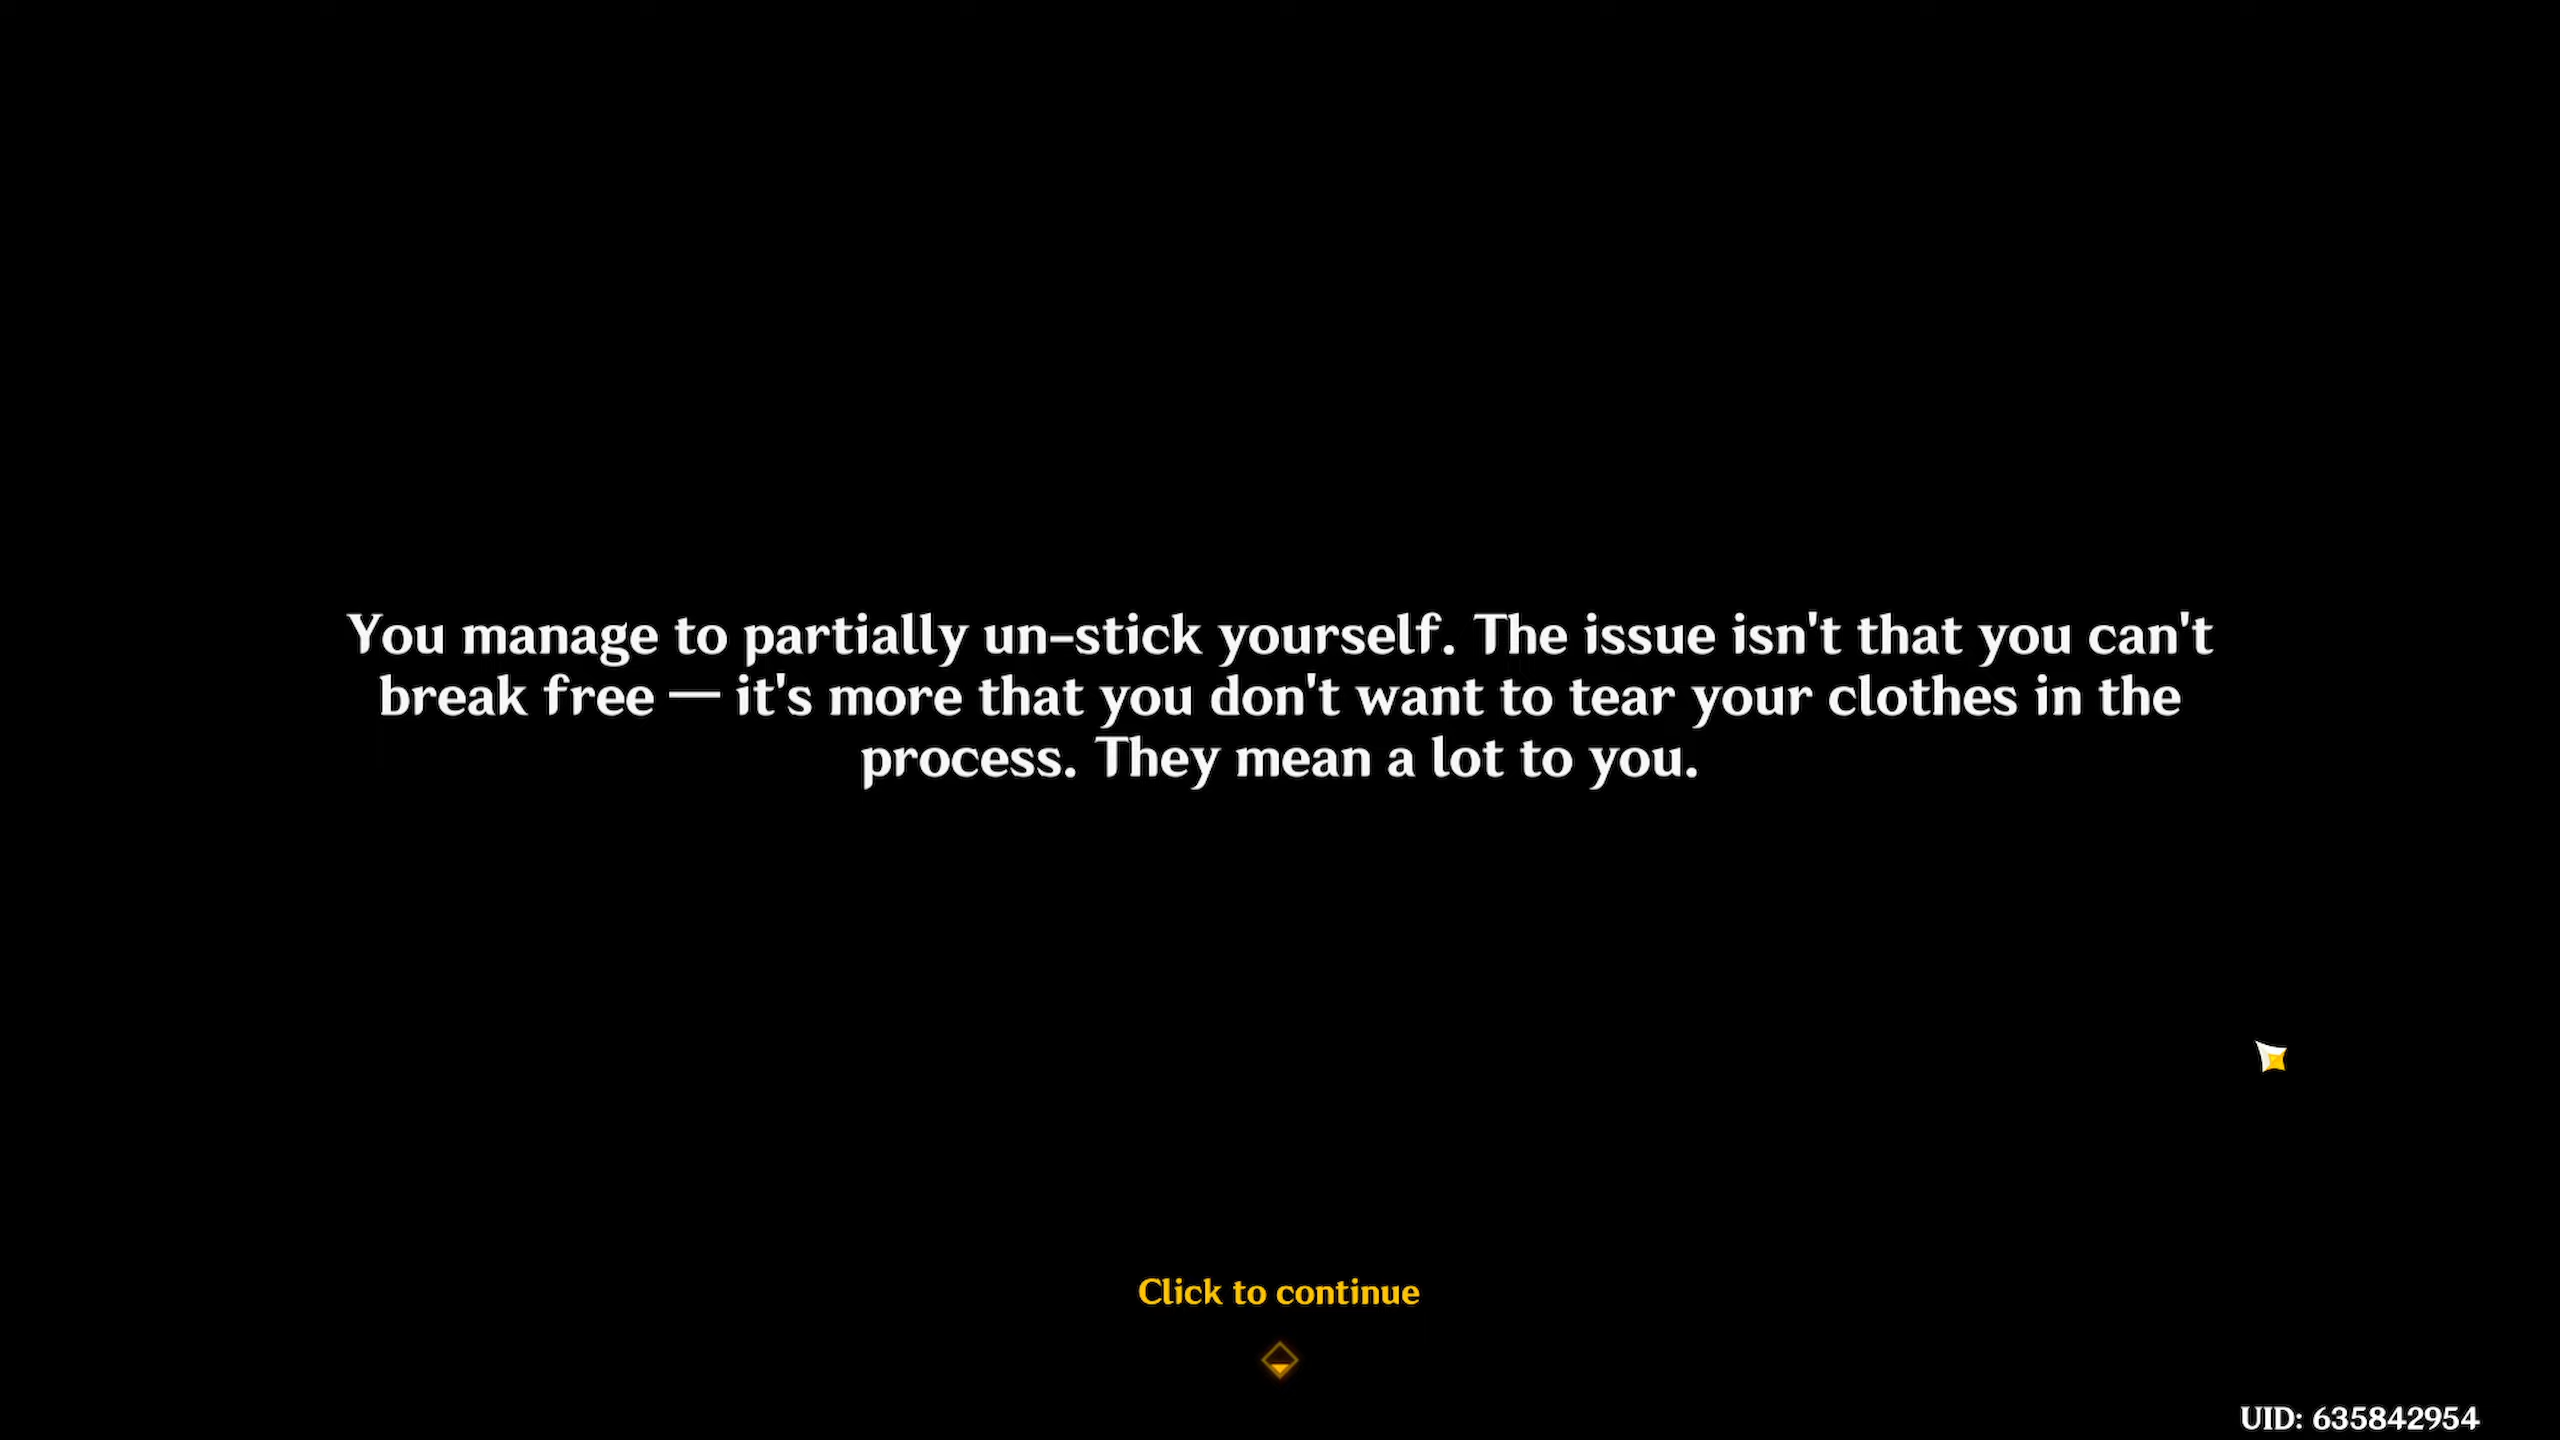 You manage to partially un-stick yourself. The issue isn't that you can't
break free — it's more that you don't want to tear your clothes in the
process. They mean a lot to you.
Click to continue
UID: 635842954